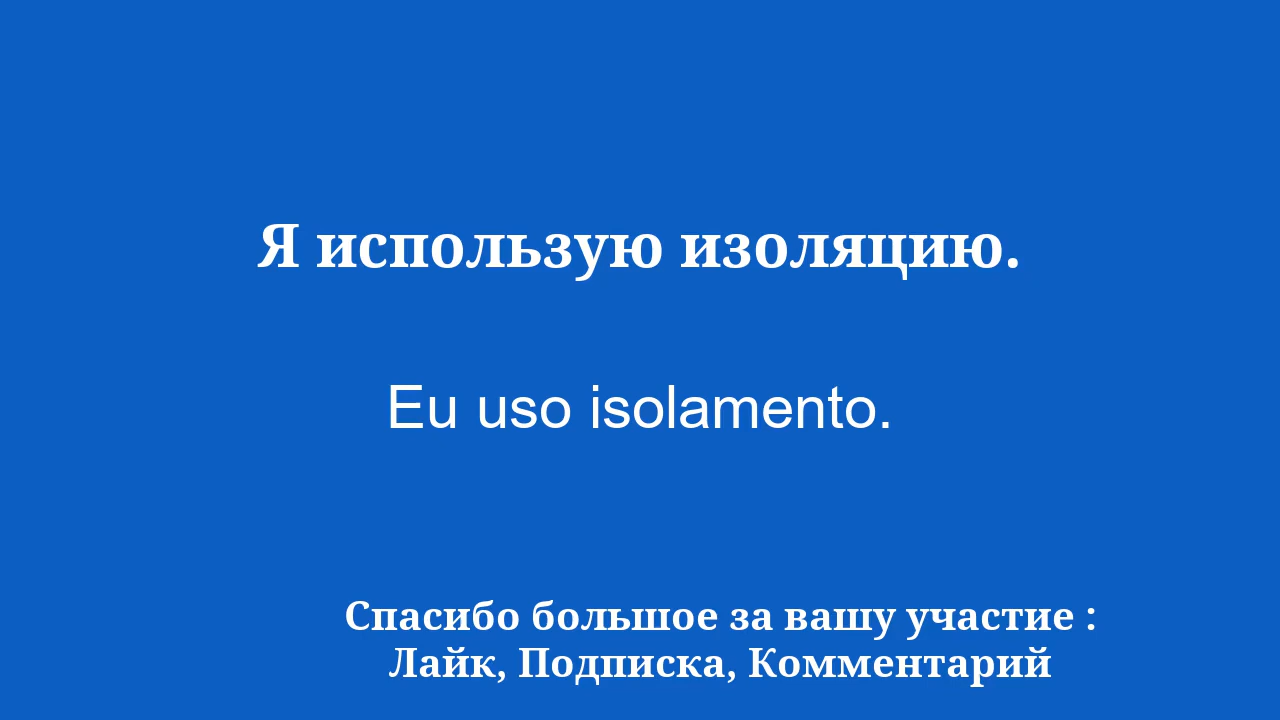 Я использую изоляцию.
Eu uso isolamento.
Спасибо большое за вашу участие :
Лайк, Подписка, Комментарий